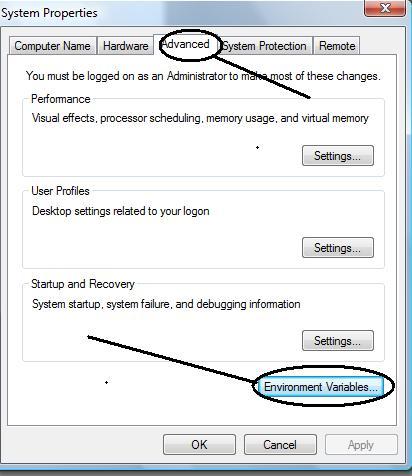 System Properties
Computer Name Hardware Advanced System Protection Remote
You must be logged on as an Administrator to make most of these changes.
Performance
Visual effects, processor scheduling, memory usage, and virtual memory
Settings...
User Profiles
Desktop settings related to your logon
Settings...
Startup and Recovery
System startup, system failure, and debugging information
Settings...
Environment Variables...
OK Cancel Apply